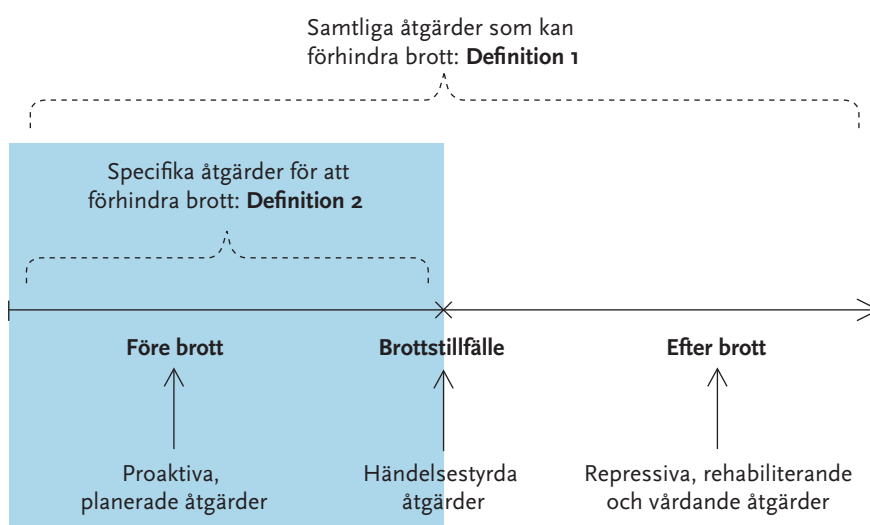 Samtliga åtgärder som kan
förhindra brott: Definition 1
Specifika åtgärder för att
förhindra brott: Definition 2
Före brott
Brottstillfälle
Efter brott
Proaktiva,
planerade åtgärder
Händelsestyrda
åtgärder
Repressiva, rehabiliterande
och vårdande åtgärder